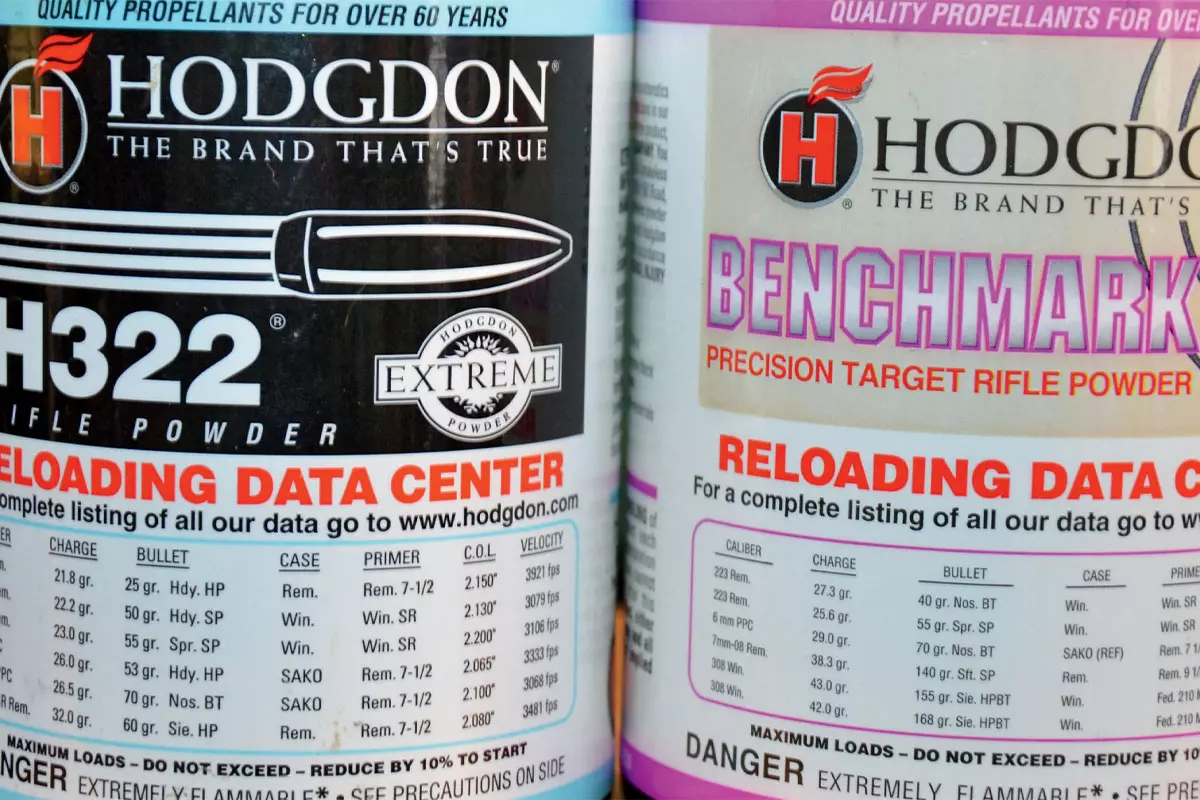 QUALITY PROPELLANTS FOR OVER 60 YEARS
H
HODGDON®
THE BRAND THAT'S TRUE
®
H322®
HODGDON
EXTREME
POWDER
RIFLE POWDER
RELOADING DATA CENTER
complete listing of all our data go to www.hodgdon.com
CHARGE BULLET CASE PRIMER C.O.L. VELOCITY
21.8 gr. 25 gr. Hdy. HP Rem. Rem. 7-1/2 2.150" 3921 fps
22.2 gr. 50 gr. Hdy. SP Win. Win. SR 2.130" 3079 fps
23.0 gr. 55 gr. Spr. SP Win. Win. SR 2.200" 3106 fps
26.0 gr. 53 gr. Hdy. HP SAKO Rem. 7-1/2 2.065" 3333 fps
PPC 26.5 gr. 70 gr. Nos. BT SAKO Rem. 7-1/2 2.100" 3068 fps
R Rem. 32.0 gr. 60 gr. Sie. HP Rem. Rem. 7-1/2 2.080" 3481 fps
MAXIMUM LOADS – DO NOT EXCEED – REDUCE BY 10% TO START
DANGER EXTREMELY FLAMMABLE* • SEE PRECAUTIONS ON SIDE
QUALITY PROPELLANTS FOR OVER
H
HODGDO
®
THE BRAND THAT'S
BENCHMARK
PRECISION TARGET RIFLE POWDER
RELOADING DATA C
For a complete listing of all our data go to w
CALIBER CHARGE BULLET CASE PRIME
223 Rem. 27.3 gr. 40 gr. Nos. BT Win. Win. SR
223 Rem. 25.6 gr. 55 gr. Spr. SP Win. Win. SR
6 mm PPC 29.0 gr. 70 gr. Nos. BT SAKO (REF) Rem. 7 1/
7mm-08 Rem. 38.3 gr. 140 gr. Sft. SP Rem. Rem. 9 1/
308 Win. 43.0 gr. 155 gr. Sie. HPBT Win. Fed. 210 M
308 Win. 42.0 gr. 168 gr. Sie. HPBT Win. Fed. 210 M
MAXIMUM LOADS – DO NOT EXCEED – REDUCE BY 10
DANGER EXTREMELY FLAMMABLE* • SEE PRE